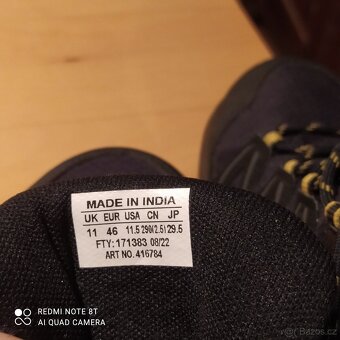 MADE IN INDIA
UK EUR USA CN JP
11 46 11.5 290(2.5) 29.5
FTY:171383 08/22
ART NO.416784
REDMI NOTE 8T
AI QUAD CAMERA